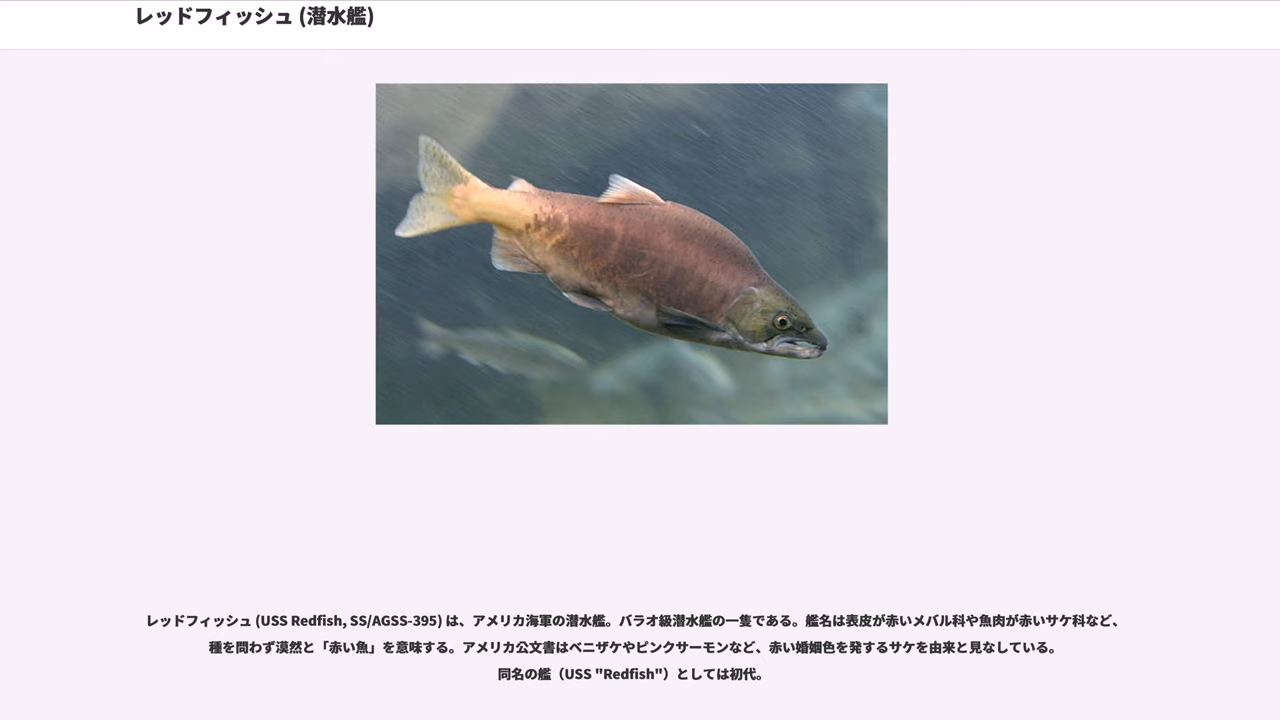 レッドフィッシュ (潜水艦)
レッドフィッシュ (USS Redfish, SS/AGSS-395) は、アメリカ海軍の潜水艦。バラオ級潜水艦の一隻である。艦名は表皮が赤いメバル科や魚肉が赤いサケ科など、
種を問わず漠然と「赤い魚」を意味する。アメリカ公文書はベニザケやピンクサーモンなど、赤い婚姻色を発するサケを由来と見なしている。
同名の艦（USS "Redfish"）としては初代。